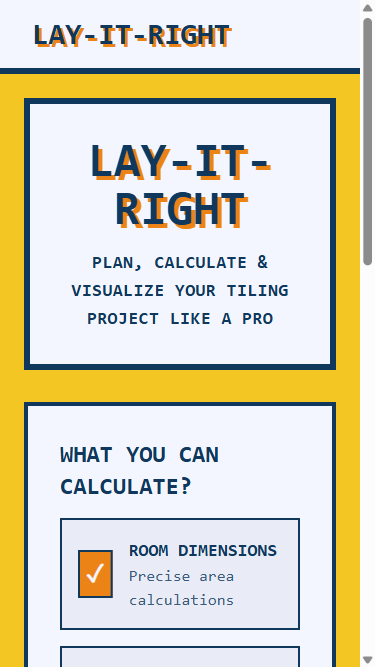 LAY-IT-RIGHT
LAY-IT-
RIGHT
PLAN, CALCULATE &
VISUALIZE YOUR TILING
PROJECT LIKE A PRO
WHAT YOU CAN
CALCULATE?
✓
ROOM DIMENSIONS
Precise area
calculations